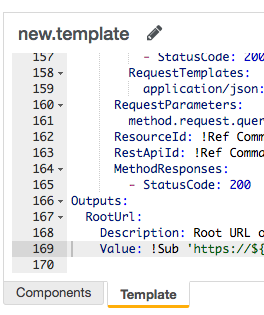 new.template
157 - StatusCode: 200
158 RequestTemplates:
159 application/json:
160 RequestParameters:
161 method.request.quer
162 ResourceId: !Ref Comma
163 RestApiId: !Ref Comma
164 MethodResponses:
165 - StatusCode: 200
166 Outputs:
167 RootUrl:
168 Description: Root URL o
169 Value: !Sub 'https://${
170
Components Template